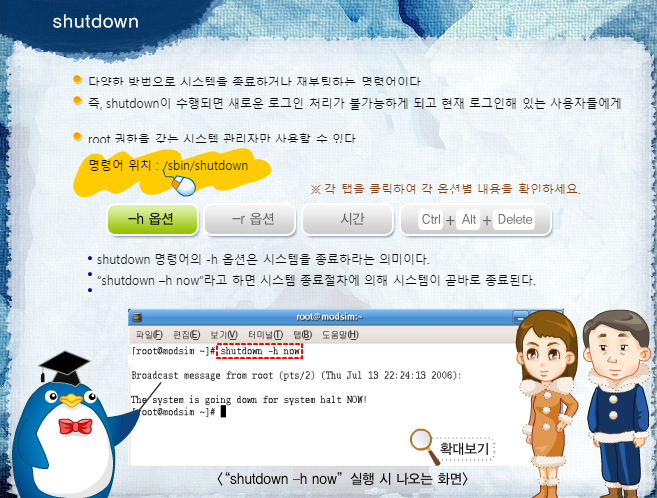 shutdown
다양한 방법으로 시스템을 종료하거나 재부팅하는 명령어이다
즉, shutdown이 수행되면 새로운 로그인 처리가 불가능하게 되고 현재 로그인해 있는 사용자들에게
root 권한을 갖는 시스템 관리자만 사용할 수 있다
명령어 위치 : /sbin/shutdown
※ 각 탭을 클릭하여 각 옵션별 내용을 확인하세요.
–h 옵션 –r 옵션 시간 Ctrl + Alt + Delete
shutdown 명령어의 -h 옵션은 시스템을 종료하라는 의미이다.
"shutdown –h now"라고 하면 시스템 종료절차에 의해 시스템이 곧바로 종료된다.
root@modsim:~
파일(F) 편집(E) 보기(V) 터미널(T) 탭(B) 도움말(H)
[root@modsim ~]# shutdown -h now
Broadcast message from root (pts/2) (Thu Jul 13 22:24:13 2006):
The system is going down for system halt NOW!
[root@modsim ~]#
확대보기
〈"shutdown –h now" 실행 시 나오는 화면〉